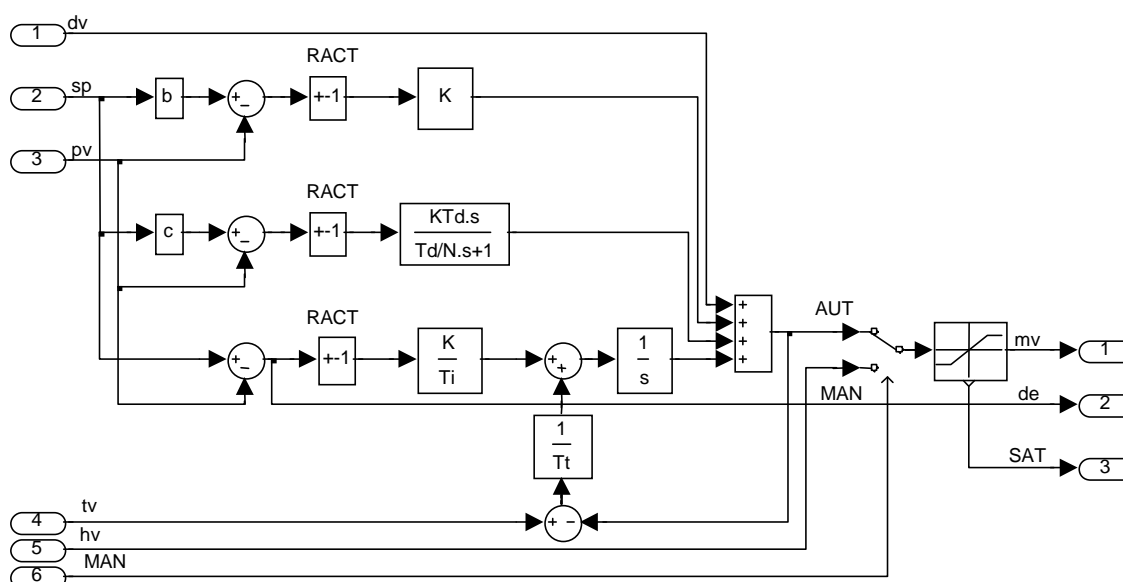 dv
1
RACT
sp
2
b
+
−
+-1
K
pv
3
RACT
c
+
−
+-1
KTd.s
Td/N.s+1
RACT
+
−
+-1
K
Ti
+
+
1
s
+
+
+
+
AUT
MAN
mv
1
de
2
1
Tt
SAT
3
tv
4
+
−
hv
5
MAN
6